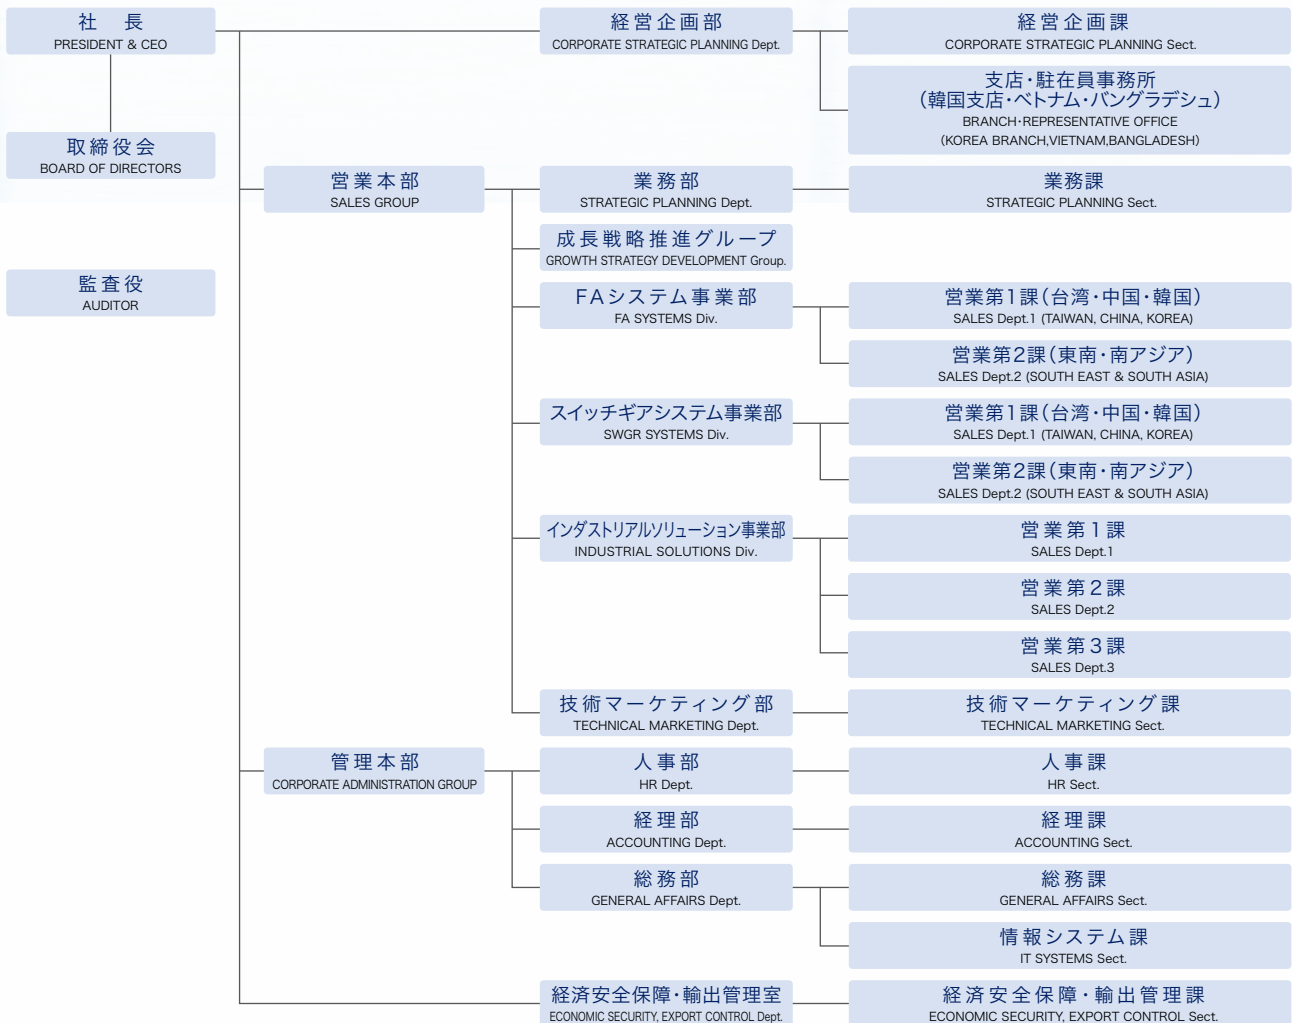 社　長
PRESIDENT & CEO
経営企画部
CORPORATE STRATEGIC PLANNING Dept.
経営企画課
CORPORATE STRATEGIC PLANNING Sect.
支店・駐在員事務所
（韓国支店・ベトナム・バングラデシュ）
BRANCH・REPRESENTATIVE OFFICE
(KOREA BRANCH,VIETNAM,BANGLADESH)
取締役会
BOARD OF DIRECTORS
営業本部
SALES GROUP
業務部
STRATEGIC PLANNING Dept.
業務課
STRATEGIC PLANNING Sect.
成長戦略推進グループ
GROWTH STRATEGY DEVELOPMENT Group.
監査役
AUDITOR
FAシステム事業部
FA SYSTEMS Div.
営業第1課（台湾・中国・韓国）
SALES Dept.1 (TAIWAN, CHINA, KOREA)
営業第2課（東南・南アジア）
SALES Dept.2 (SOUTH EAST & SOUTH ASIA)
スイッチギアシステム事業部
SWGR SYSTEMS Div.
営業第1課（台湾・中国・韓国）
SALES Dept.1 (TAIWAN, CHINA, KOREA)
営業第2課（東南・南アジア）
SALES Dept.2 (SOUTH EAST & SOUTH ASIA)
インダストリアルソリューション事業部
INDUSTRIAL SOLUTIONS Div.
営業第1課
SALES Dept.1
営業第2課
SALES Dept.2
営業第3課
SALES Dept.3
技術マーケティング部
TECHNICAL MARKETING Dept.
技術マーケティング課
TECHNICAL MARKETING Sect.
管理本部
CORPORATE ADMINISTRATION GROUP
人事部
HR Dept.
人事課
HR Sect.
経理部
ACCOUNTING Dept.
経理課
ACCOUNTING Sect.
総務部
GENERAL AFFAIRS Dept.
総務課
GENERAL AFFAIRS Sect.
情報システム課
IT SYSTEMS Sect.
経済安全保障・輸出管理室
ECONOMIC SECURITY, EXPORT CONTROL Dept.
経済安全保障・輸出管理課
ECONOMIC SECURITY, EXPORT CONTROL Sect.